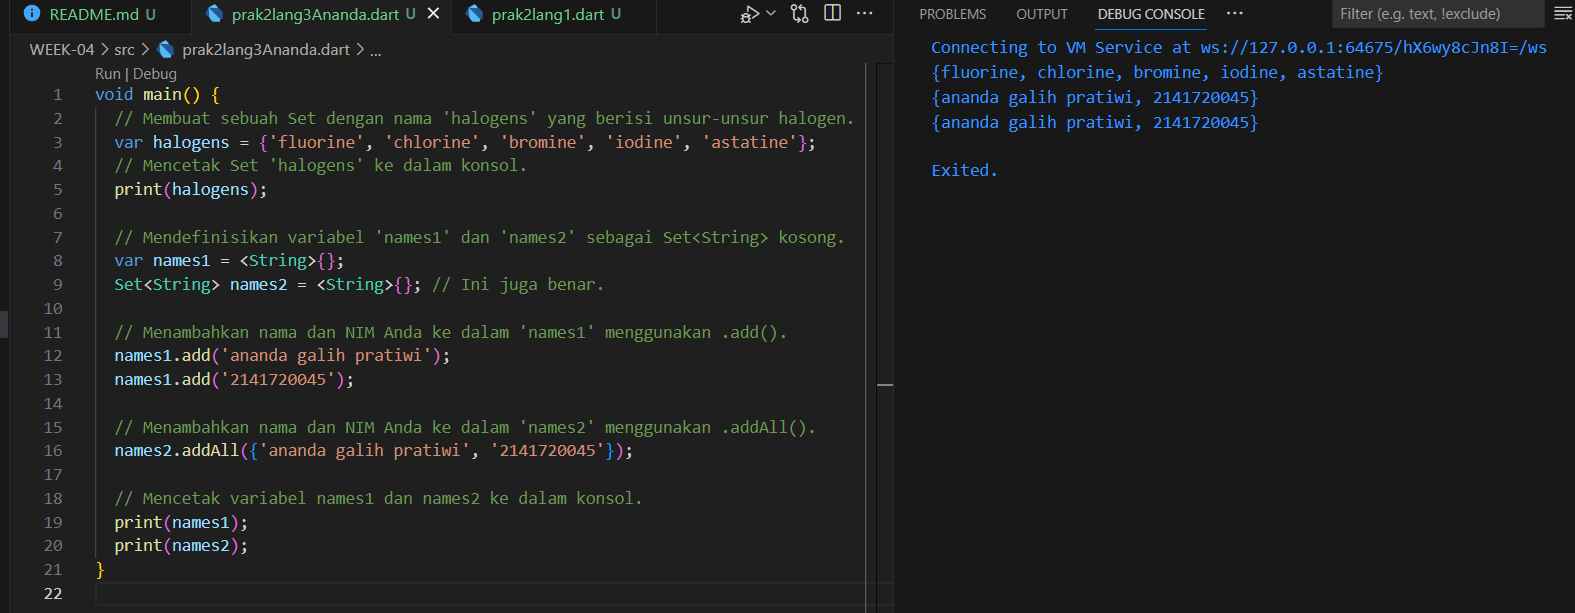 README.md U
prak2lang3Ananda.dart U
prak2lang1.dart U
WEEK-04 > src > prak2lang3Ananda.dart > ...
Run | Debug
1 void main() {
2 // Membuat sebuah Set dengan nama 'halogens' yang berisi unsur-unsur halogen.
3 var halogens = {'fluorine', 'chlorine', 'bromine', 'iodine', 'astatine'};
4 // Mencetak Set 'halogens' ke dalam konsol.
5 print(halogens);
6
7 // Mendefinisikan variabel 'names1' dan 'names2' sebagai Set<String> kosong.
8 var names1 = <String>{};
9 Set<String> names2 = <String>{}; // Ini juga benar.
10
11 // Menambahkan nama dan NIM Anda ke dalam 'names1' menggunakan .add().
12 names1.add('ananda galih pratiwi');
13 names1.add('2141720045');
14
15 // Menambahkan nama dan NIM Anda ke dalam 'names2' menggunakan .addAll().
16 names2.addAll({'ananda galih pratiwi', '2141720045'});
17
18 // Mencetak variabel names1 dan names2 ke dalam konsol.
19 print(names1);
20 print(names2);
21 }
22
PROBLEMS OUTPUT DEBUG CONSOLE ... Filter (e.g. text, !exclude)
Connecting to VM Service at ws://127.0.0.1:64675/hX6wy8cJn8I=/ws
{fluorine, chlorine, bromine, iodine, astatine}
{ananda galih pratiwi, 2141720045}
{ananda galih pratiwi, 2141720045}
Exited.